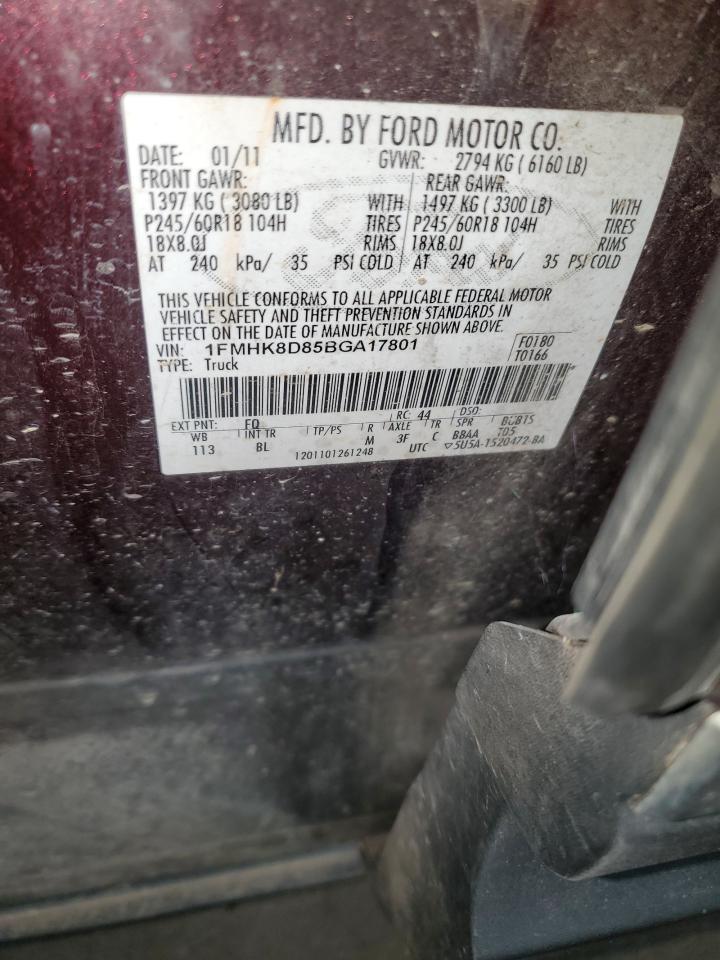 MFD. BY FORD MOTOR CO.
DATE: 01/11 GVWR: 2794 KG ( 6160 LB)
FRONT GAWR: REAR GAWR:
1397 KG ( 3080 LB) WITH 1497 KG ( 3300 LB) WITH
P245/60R18 104H TIRES P245/60R18 104H TIRES
18X8.0J RIMS 18X8.0J RIMS
AT 240 kPa/ 35 PSI COLD AT 240 kPa/ 35 PSI COLD
THIS VEHICLE CONFORMS TO ALL APPLICABLE FEDERAL MOTOR
VEHICLE SAFETY AND THEFT PREVENTION STANDARDS IN
EFFECT ON THE DATE OF MANUFACTURE SHOWN ABOVE.
VIN: 1FMHK8D85BGA17801 F0180
TYPE: Truck T0166
EXT PNT: FQ RC: 44 DSO:
WB INT TR TP/PS R AXLE TR SPR
113 BL M 3F C BBAA
1201101261248 UTC ▽5U5A-1520472-BA